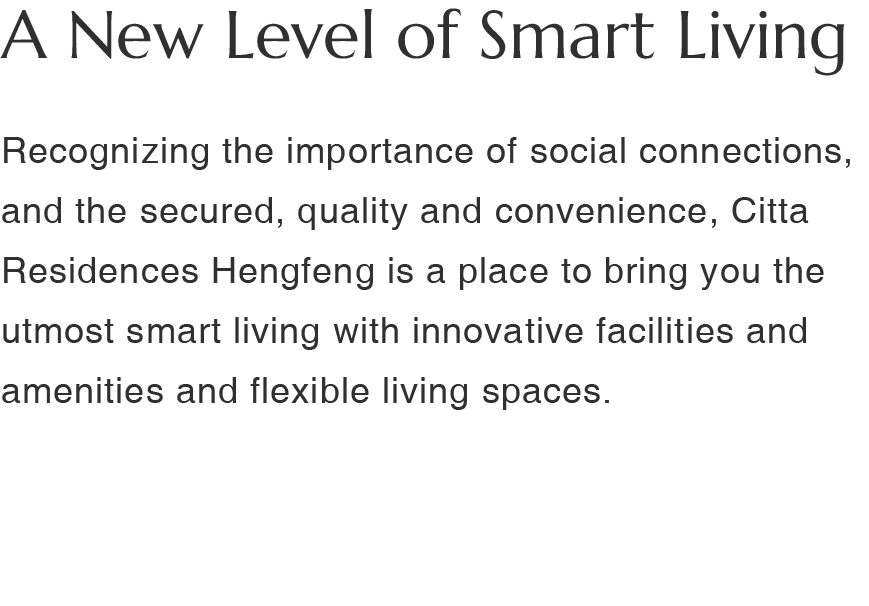 A New Level of Smart Living
Recognizing the importance of social connections,
and the secured, quality and convenience, Citta
Residences Hengfeng is a place to bring you the
utmost smart living with innovative facilities and
amenities and flexible living spaces.